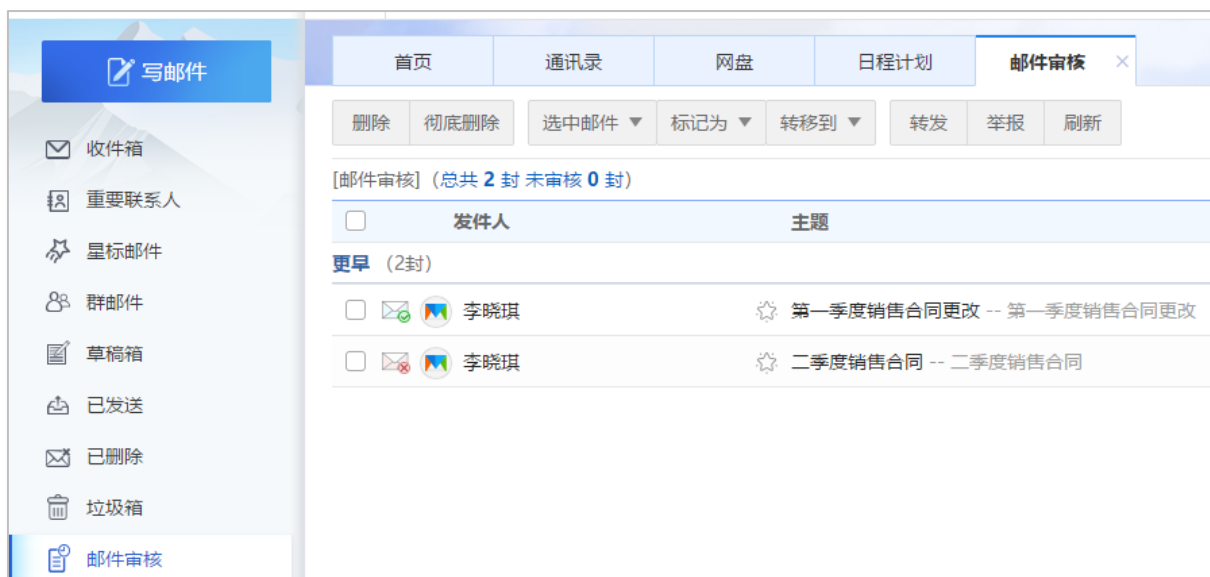 写邮件
首页 通讯录 网盘 日程计划 邮件审核
删除 彻底删除 选中邮件 标记为 转移到 转发 举报 刷新
收件箱
[邮件审核]（总共 2 封 未审核 0 封）
重要联系人
发件人 主题
星标邮件
更早（2封）
群邮件
李晓琪 第一季度销售合同更改 -- 第一季度销售合同更改
草稿箱
李晓琪 二季度销售合同 -- 二季度销售合同
已发送
已删除
垃圾箱
邮件审核